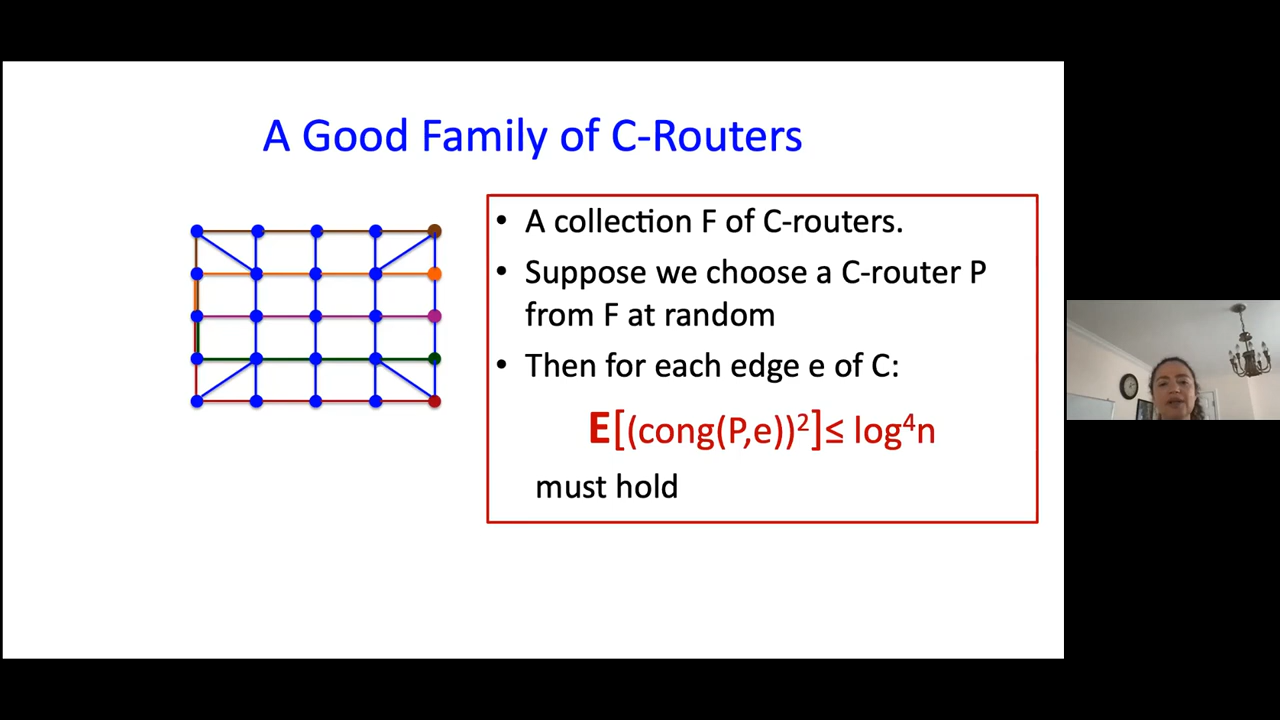 A Good Family of C-Routers
• A collection F of C-routers.
• Suppose we choose a C-router P
from F at random
• Then for each edge e of C:
E[(cong(P,e))²]≤ log⁴n
must hold